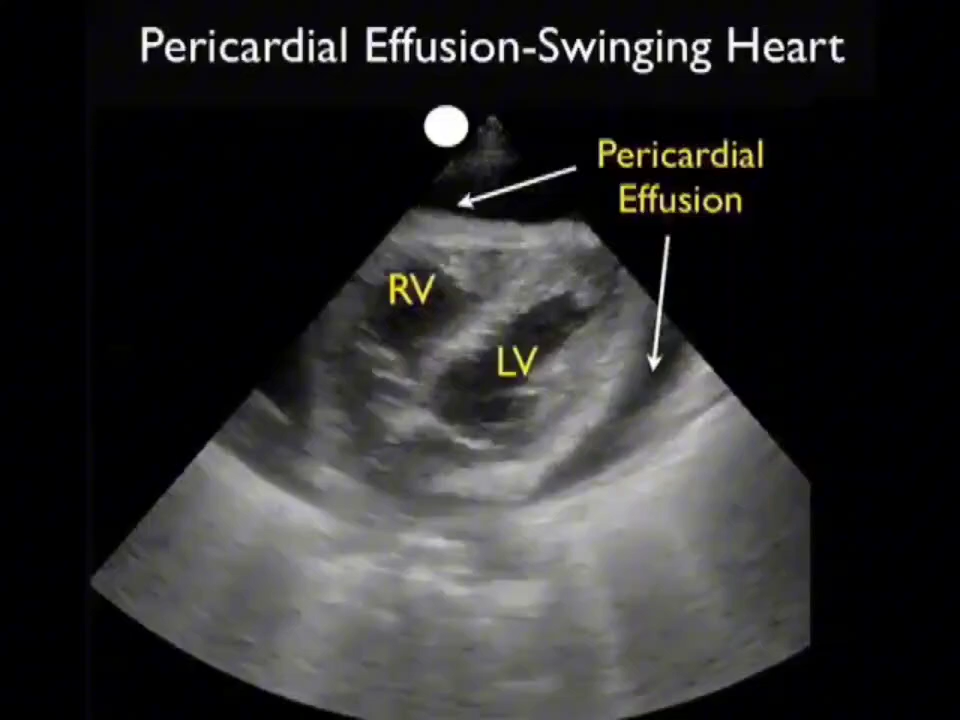 Pericardial Effusion-Swinging Heart
Pericardial
Effusion
RV
LV